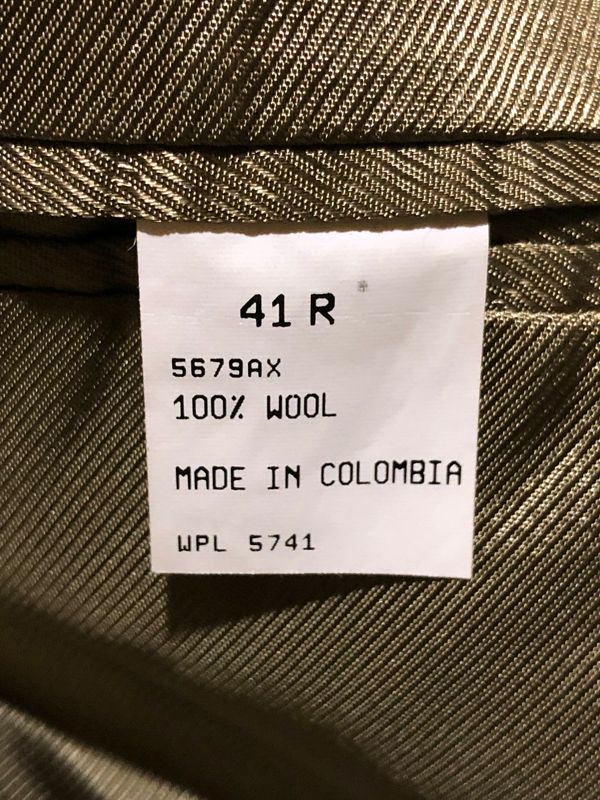 41 R
5679AX
100% WOOL
MADE IN COLOMBIA
WPL 5741